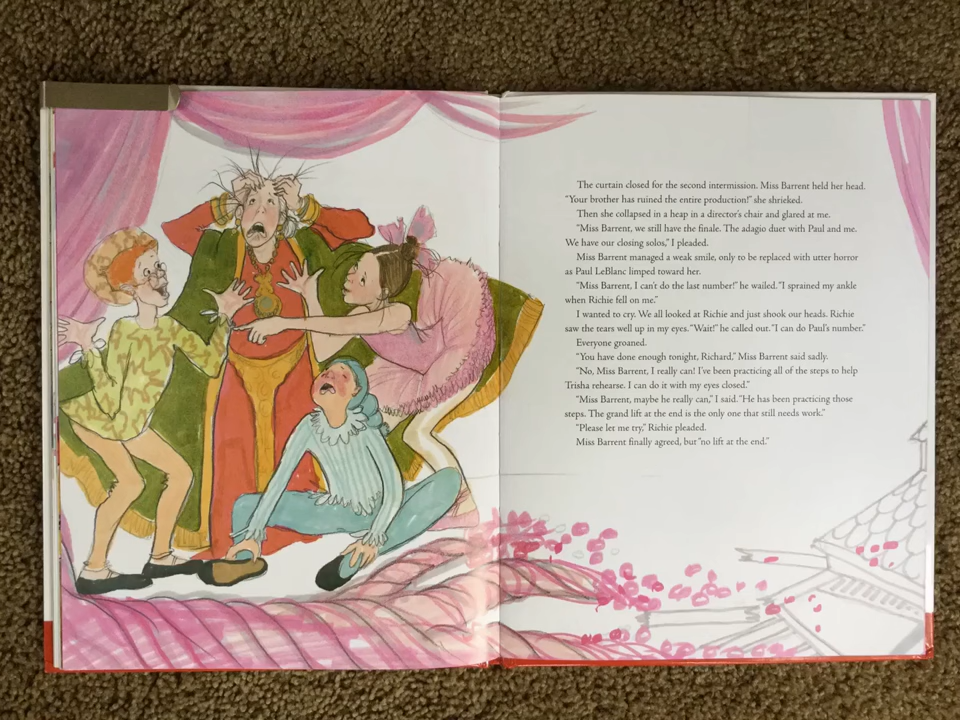 The curtain closed for the second intermission. Miss Barrent held her head.
"Your brother has ruined the entire production!" she shrieked.
Then she collapsed in a heap in a director's chair and glared at me.
"Miss Barrent, we still have the finale. The adagio duet with Paul and me.
We have our closing solos," I pleaded.
Miss Barrent managed a weak smile, only to be replaced with utter horror
as Paul LeBlanc limped toward her.
"Miss Barrent, I can't do the last number!" he wailed. "I sprained my ankle
when Richie fell on me."
I wanted to cry. We all looked at Richie and just shook our heads. Richie
saw the tears well up in my eyes. "Wait!" he called out. "I can do Paul's number."
Everyone groaned.
"You have done enough tonight, Richard," Miss Barrent said sadly.
"No, Miss Barrent, I really can! I've been practicing all of the steps to help
Trisha rehearse. I can do it with my eyes closed."
"Miss Barrent, maybe he really can," I said. "He has been practicing those
steps. The grand lift at the end is the only one that still needs work."
"Please let me try," Richie pleaded.
Miss Barrent finally agreed, but "no lift at the end."